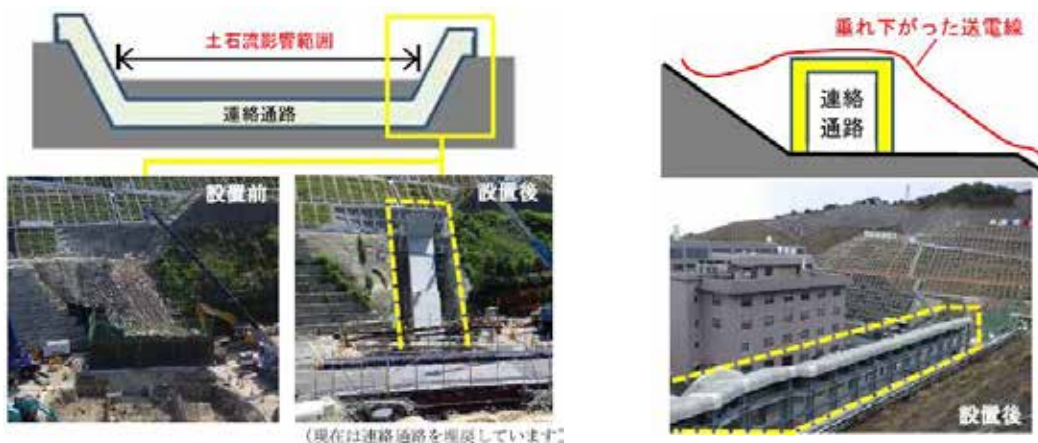 土石流影響範囲
連絡通路
設置前
設置後
(現在は連絡通路を埋戻しています
垂れ下がった送電線
連絡
通路
設置後